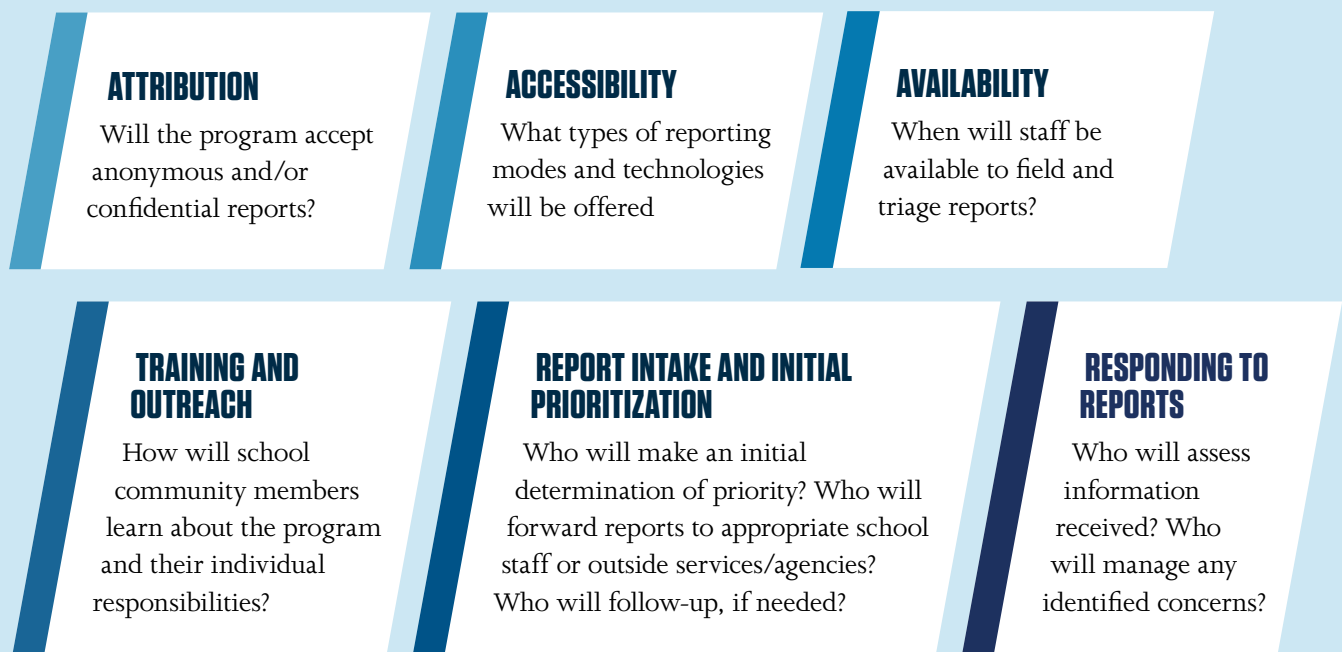 ATTRIBUTION
Will the program accept
anonymous and/or
confidential reports?
ACCESSIBILITY
What types of reporting
modes and technologies
will be offered
AVAILABILITY
When will staff be
available to field and
triage reports?
TRAINING AND
OUTREACH
How will school
community members
learn about the program
and their individual
responsibilities?
REPORT INTAKE AND INITIAL
PRIORITIZATION
Who will make an initial
determination of priority? Who will
forward reports to appropriate school
staff or outside services/agencies?
Who will follow-up, if needed?
RESPONDING TO
REPORTS
Who will assess
information
received? Who
will manage any
identified concerns?